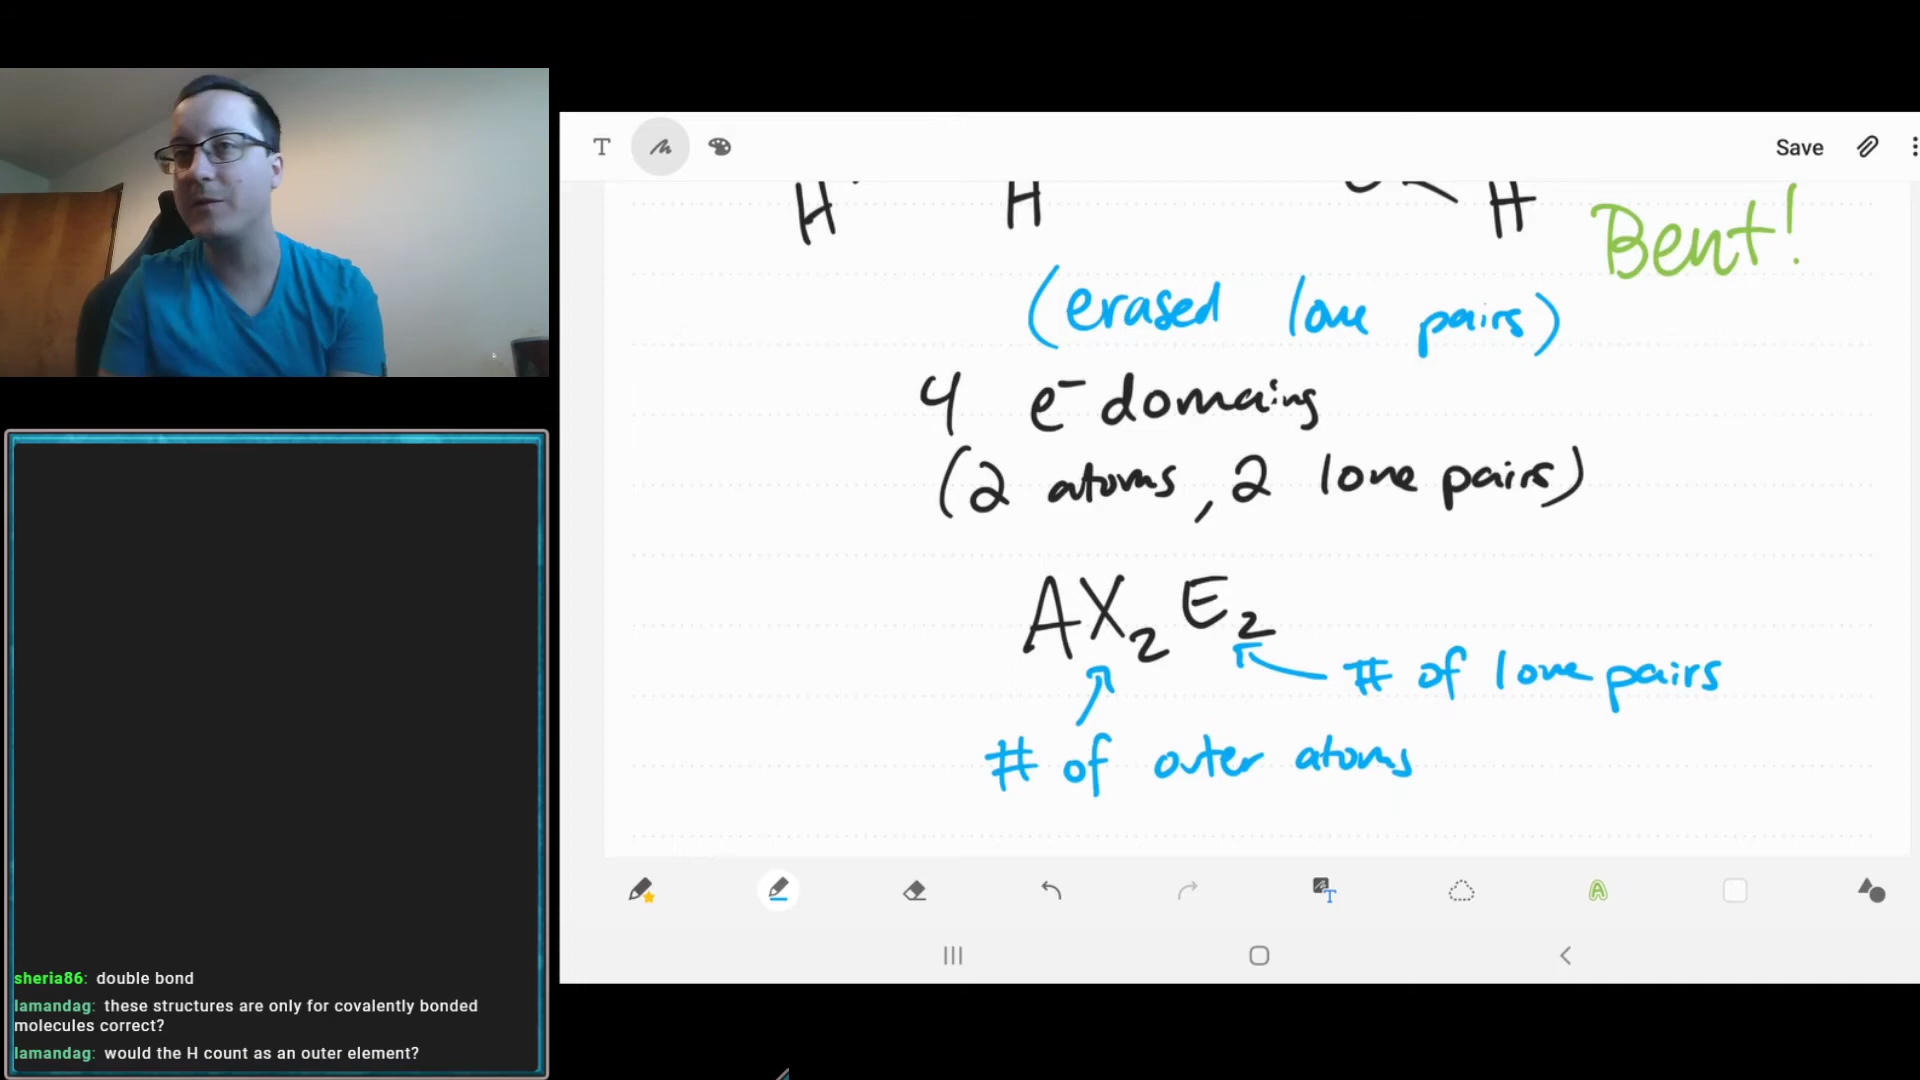 T
Save
H H H
Bent!
(erased lone pairs)
4 e⁻ domains
(2 atoms, 2 lone pairs)
AX₂E₂
# of lone pairs
# of outer atoms
T
A
sheria86: double bond
lamandag: these structures are only for covalently bonded
molecules correct?
lamandag: would the H count as an outer element?